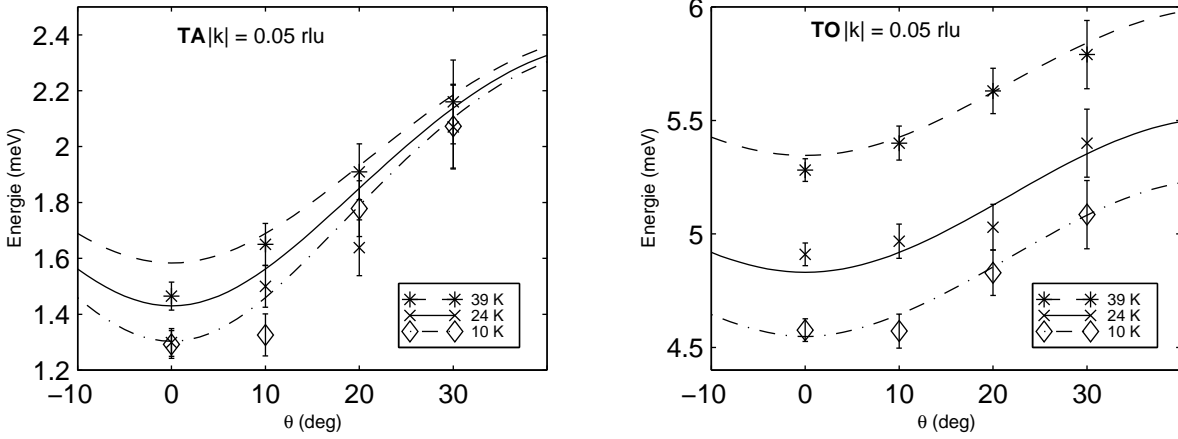 TA|k| = 0.05 rlu
2.4
2.2
2
1.8
1.6
1.4
1.2
Energie (meV)
−10 0 10 20 30
θ (deg)
39 K
24 K
10 K
TO|k| = 0.05 rlu
6
5.5
5
4.5
Energie (meV)
−10 0 10 20 30
θ (deg)
39 K
24 K
10 K